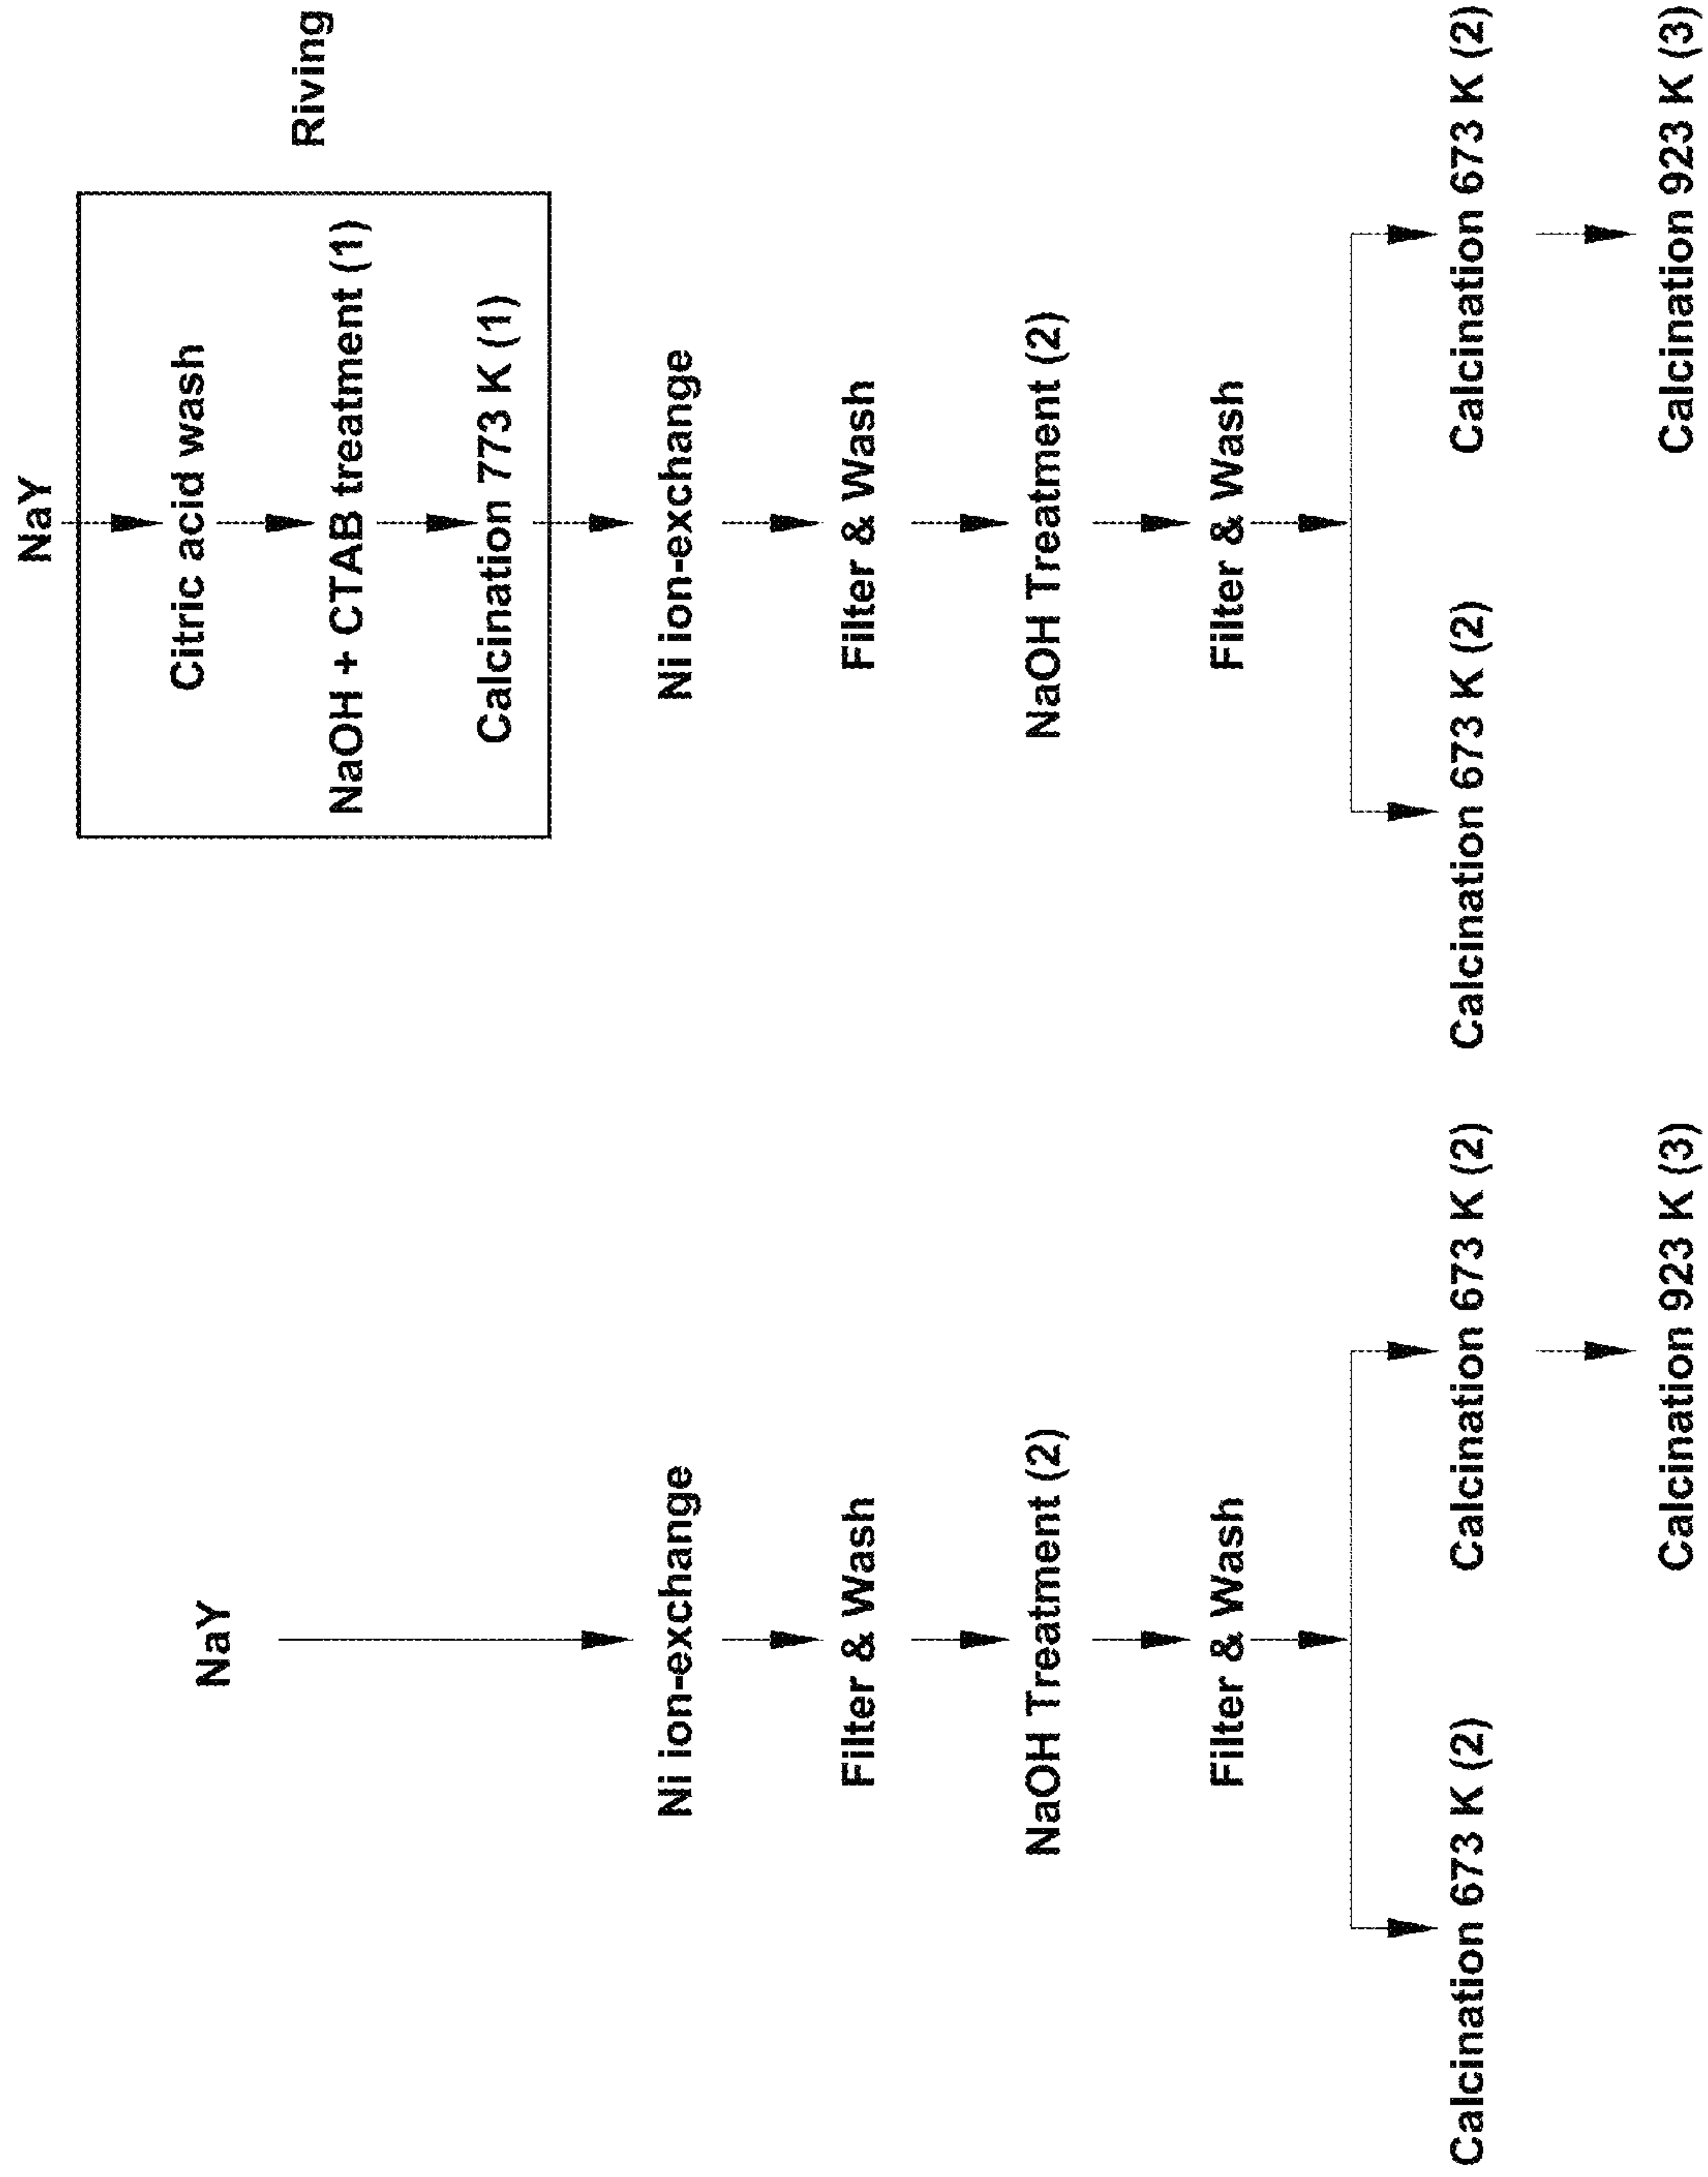 NaY
Ni ion-exchange
Filter & Wash
NaOH Treatment (2)
Filter & Wash
Calcination 673 K (2)
Calcination 673 K (2)
Calcination 923 K (3)
NaY
Citric acid wash
NaOH + CTAB treatment (1)
Calcination 773 K (1)
Riving
Ni ion-exchange
Filter & Wash
NaOH Treatment (2)
Filter & Wash
Calcination 673 K (2)
Calcination 673 K (2)
Calcination 923 K (3)